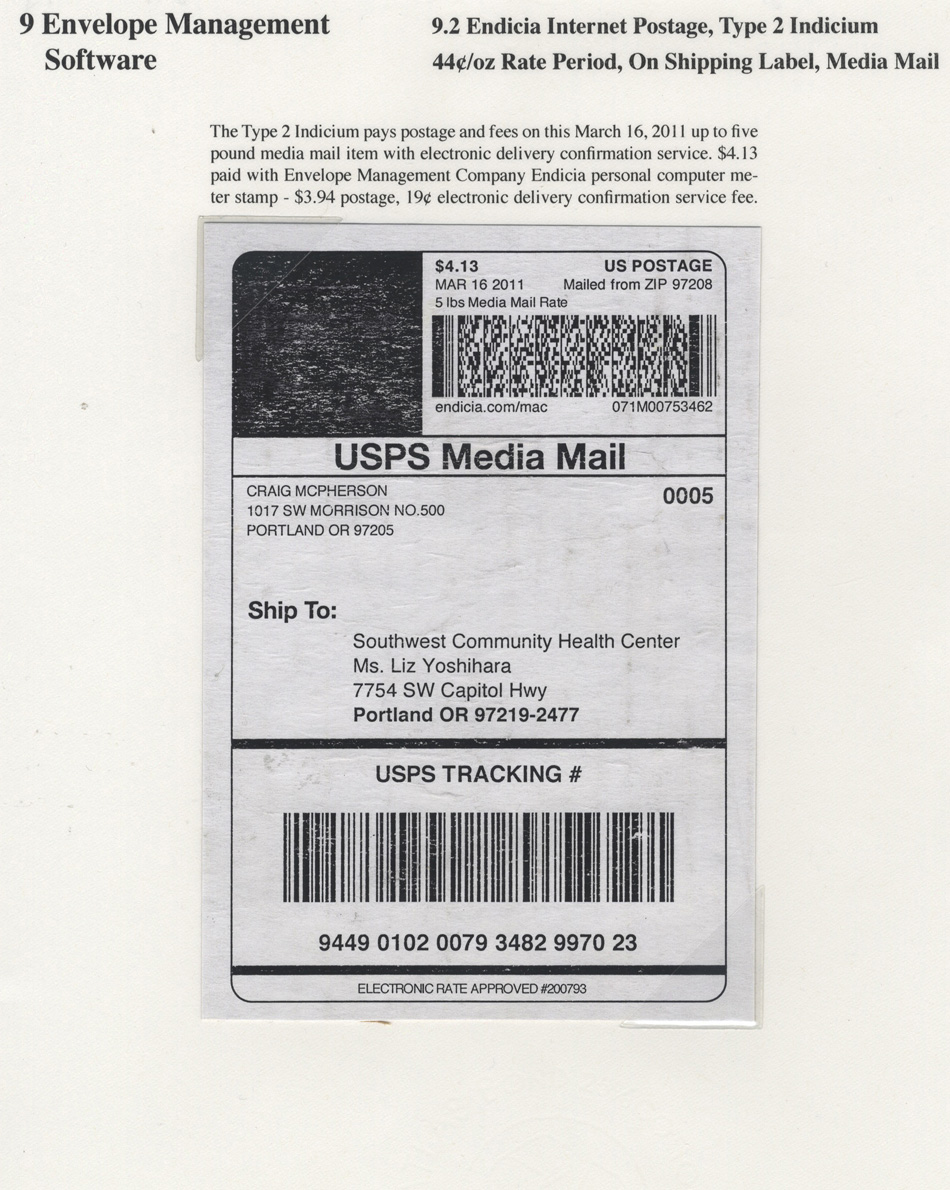 9 Envelope Management
Software
9.2 Endicia Internet Postage, Type 2 Indicium
44¢/oz Rate Period, On Shipping Label, Media Mail
The Type 2 Indicium pays postage and fees on this March 16, 2011 up to five
pound media mail item with electronic delivery confirmation service. $4.13
paid with Envelope Management Company Endicia personal computer me-
ter stamp - $3.94 postage, 19¢ electronic delivery confirmation service fee.
$4.13 US POSTAGE
MAR 16 2011 Mailed from ZIP 97208
5 lbs Media Mail Rate
endicia.com/mac 071M00753462
USPS Media Mail
CRAIG MCPHERSON 0005
1017 SW MORRISON NO.500
PORTLAND OR 97205
Ship To:
Southwest Community Health Center
Ms. Liz Yoshihara
7754 SW Capitol Hwy
Portland OR 97219-2477
USPS TRACKING #
9449 0102 0079 3482 9970 23
ELECTRONIC RATE APPROVED #200793